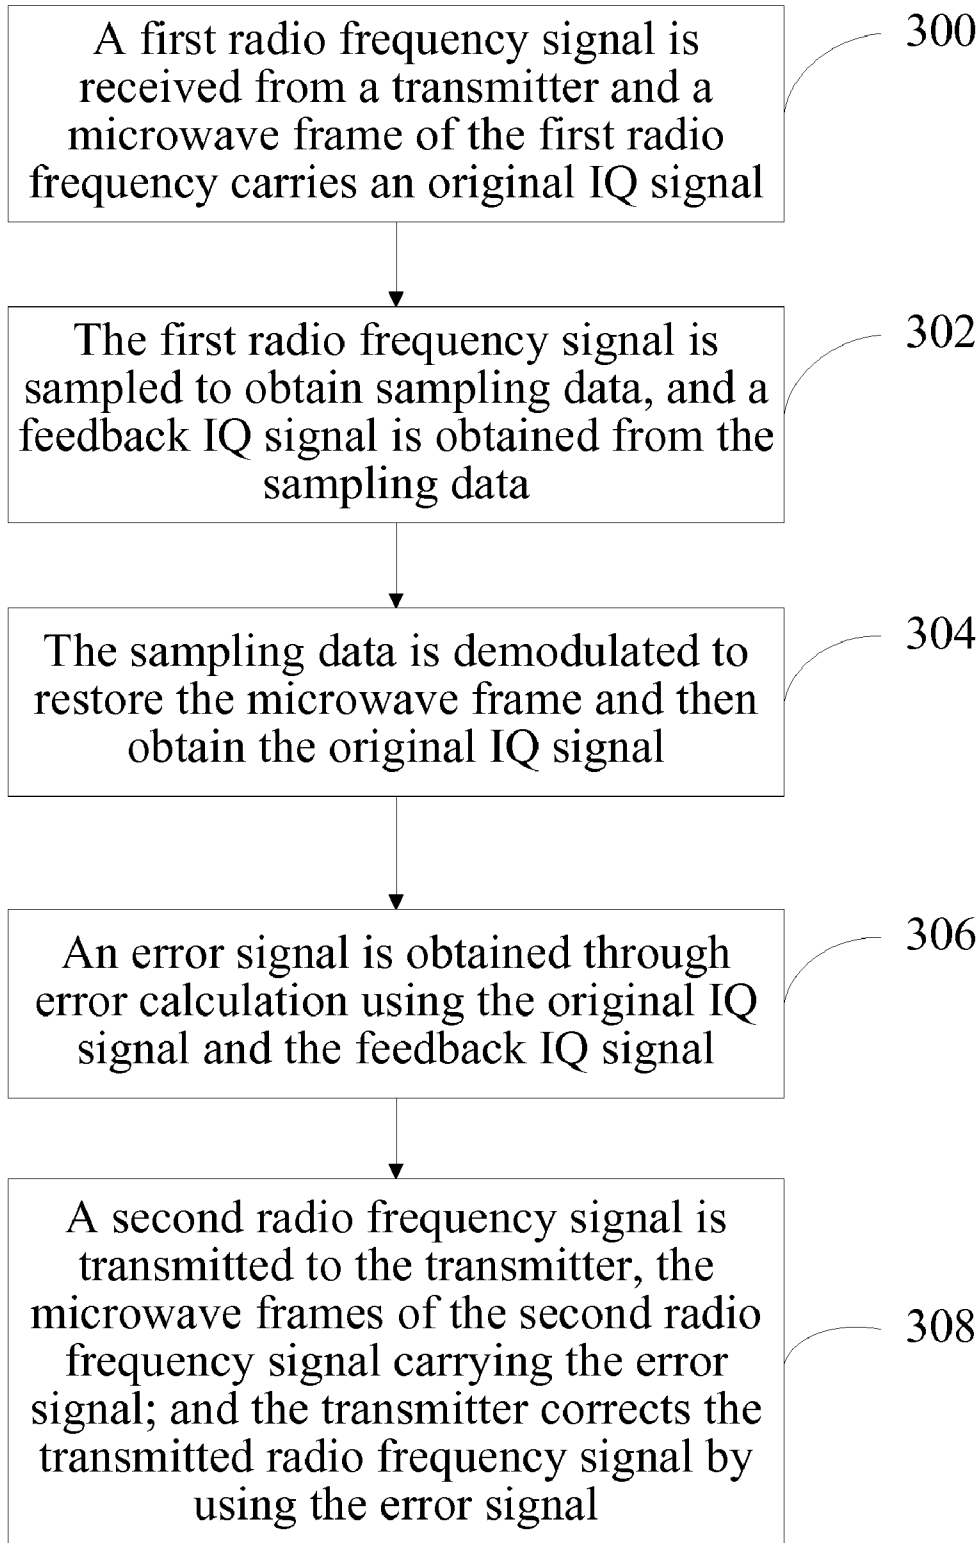 A first radio frequency signal is
received from a transmitter and a
microwave frame of the first radio
frequency carries an original IQ signal
300
The first radio frequency signal is
sampled to obtain sampling data, and a
feedback IQ signal is obtained from the
sampling data
302
The sampling data is demodulated to
restore the microwave frame and then
obtain the original IQ signal
304
An error signal is obtained through
error calculation using the original IQ
signal and the feedback IQ signal
306
A second radio frequency signal is
transmitted to the transmitter, the
microwave frames of the second radio
frequency signal carrying the error
signal; and the transmitter corrects the
transmitted radio frequency signal by
using the error signal
308